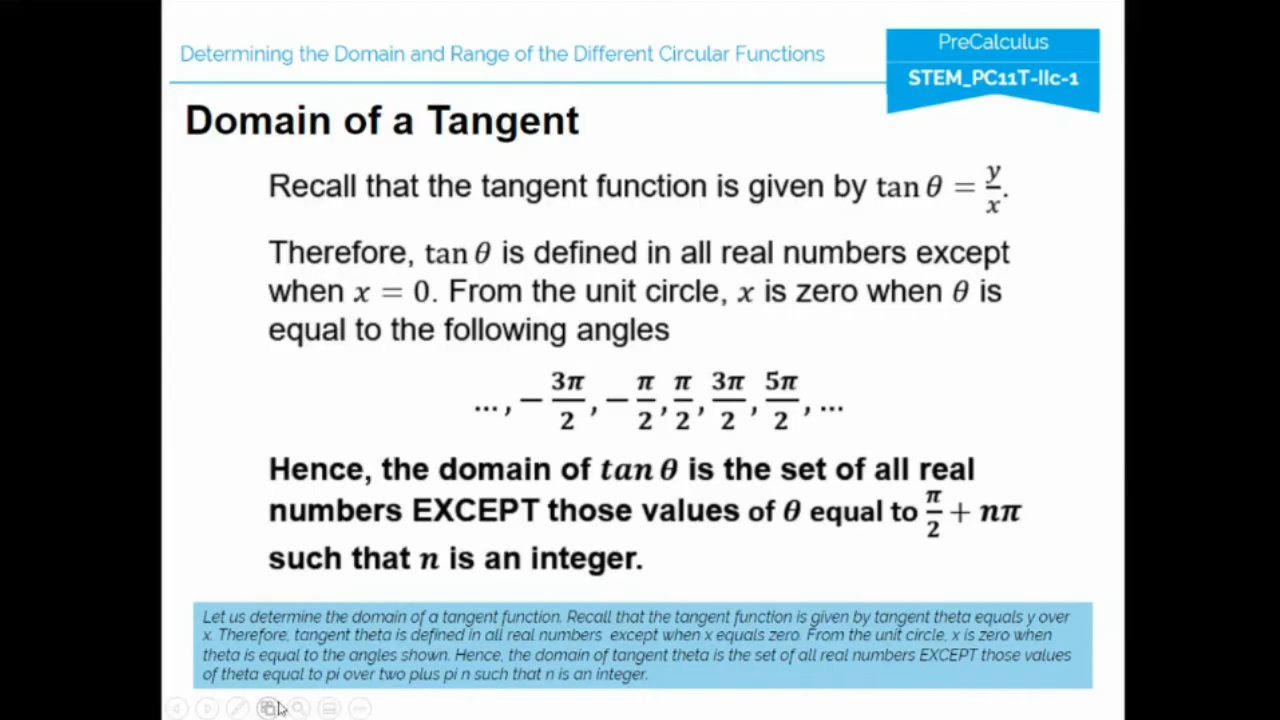 Determining the Domain and Range of the Different Circular Functions
PreCalculus
STEM_PC11T-IIc-1
Domain of a Tangent
Recall that the tangent function is given by tan θ = y/x.
Therefore, tan θ is defined in all real numbers except
when x = 0. From the unit circle, x is zero when θ is
equal to the following angles
..., − 3π/2, − π/2, π/2, 3π/2, 5π/2, ...
Hence, the domain of tan θ is the set of all real
numbers EXCEPT those values of θ equal to π/2 + nπ
such that n is an integer.
Let us determine the domain of a tangent function. Recall that the tangent function is given by tangent theta equals y over
x. Therefore, tangent theta is defined in all real numbers except when x equals zero. From the unit circle, x is zero when
theta is equal to the angles shown. Hence, the domain of tangent theta is the set of all real numbers EXCEPT those values
of theta equal to pi over two plus pi n such that n is an integer.